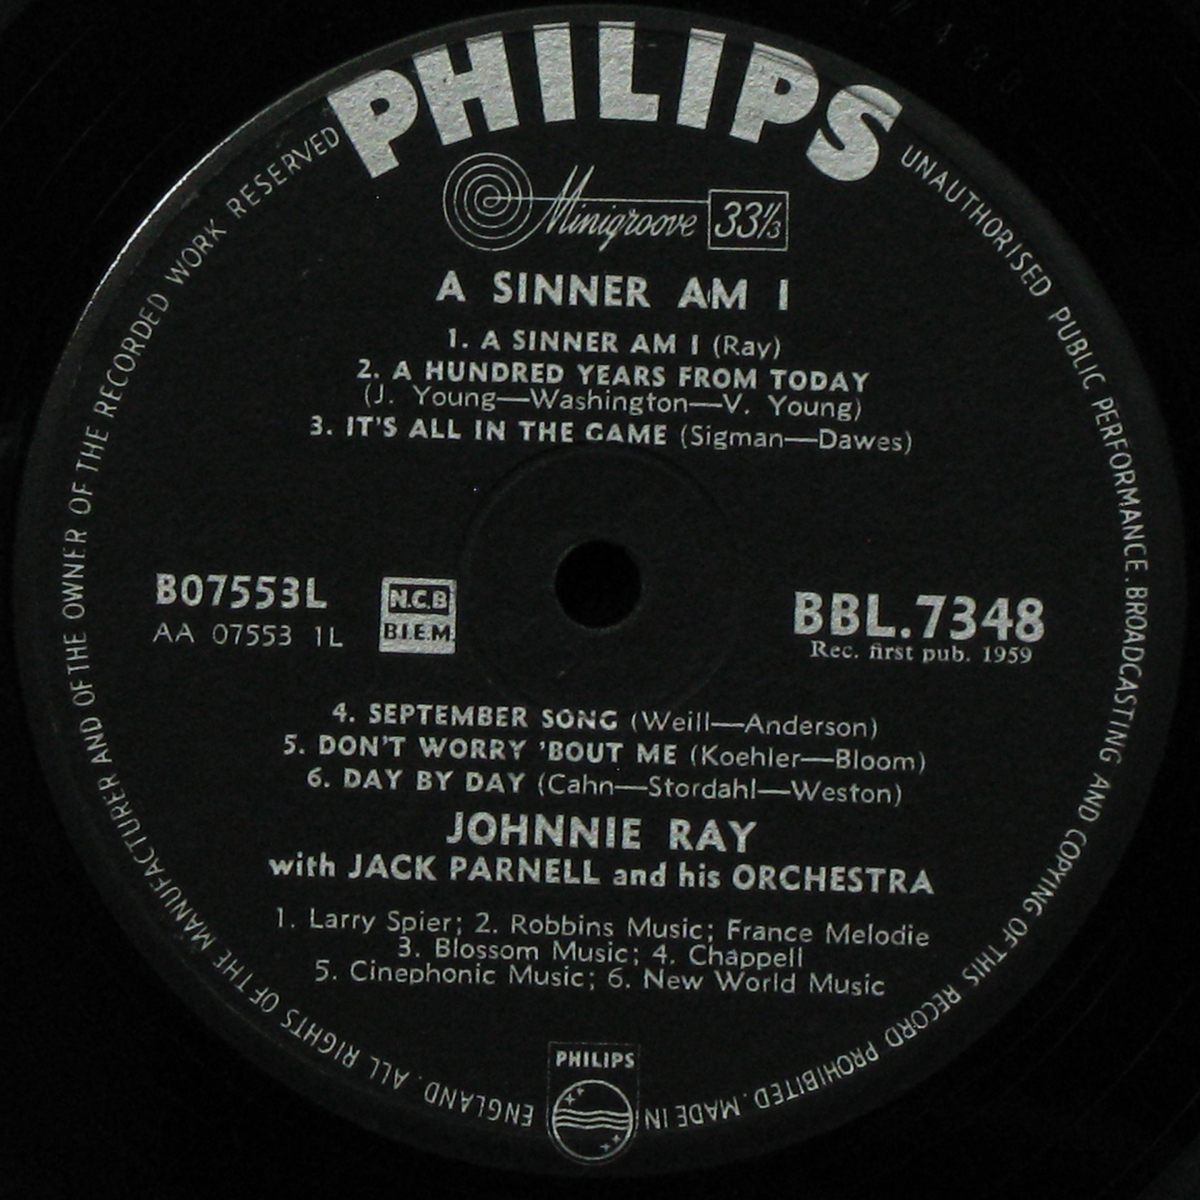 PHILIPS
Minigroove 33⅓
A SINNER AM I
1. A SINNER AM I (Ray)
2. A HUNDRED YEARS FROM TODAY
(J. Young—Washington—V. Young)
3. IT'S ALL IN THE GAME (Sigman—Dawes)
B07553L
AA 07553 1L
N.C.B
B.I.E.M.
BBL.7348
Rec. first pub. 1959
4. SEPTEMBER SONG (Weill—Anderson)
5. DON'T WORRY 'BOUT ME (Koehler—Bloom)
6. DAY BY DAY (Cahn—Stordahl—Weston)
JOHNNIE RAY
with JACK PARNELL and his ORCHESTRA
1. Larry Spier; 2. Robbins Music; France Melodie
3. Blossom Music; 4. Chappell
5. Cinephonic Music; 6. New World Music
PHILIPS
ALL RIGHTS OF THE MANUFACTURER AND OF THE OWNER OF THE RECORDED WORK RESERVED
UNAUTHORISED PUBLIC PERFORMANCE. BROADCASTING AND COPYING OF THIS RECORD PROHIBITED. MADE IN ENGLAND.